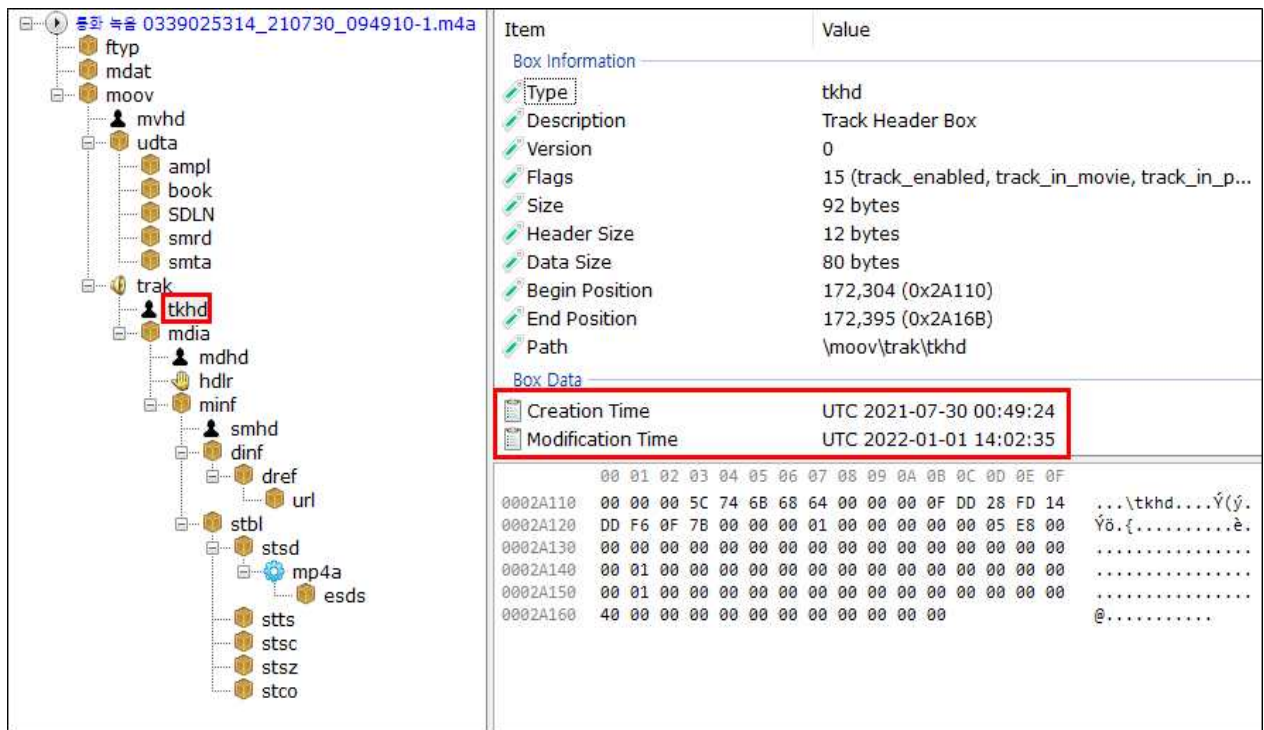 통화 녹음 0339025314_210730_094910-1.m4a
ftyp
mdat
moov
mvhd
udta
ampl
book
SDLN
smrd
smta
trak
tkhd
mdia
mdhd
hdlr
minf
smhd
dinf
dref
url
stbl
stsd
mp4a
esds
stts
stsc
stsz
stco
Item Value
Box Information
Type tkhd
Description Track Header Box
Version 0
Flags 15 (track_enabled, track_in_movie, track_in_p...
Size 92 bytes
Header Size 12 bytes
Data Size 80 bytes
Begin Position 172,304 (0x2A110)
End Position 172,395 (0x2A16B)
Path \moov\trak\tkhd
Box Data
Creation Time UTC 2021-07-30 00:49:24
Modification Time UTC 2022-01-01 14:02:35
00 01 02 03 04 05 06 07 08 09 0A 0B 0C 0D 0E 0F
0002A110 00 00 00 5C 74 6B 68 64 00 00 00 0F DD 28 FD 14 ...\tkhd....Ý(ý.
0002A120 DD F6 0F 7B 00 00 00 01 00 00 00 00 00 05 E8 00 Ýö.{..........è.
0002A130 00 00 00 00 00 00 00 00 00 00 00 00 00 00 00 00 ................
0002A140 00 01 00 00 00 00 00 00 00 00 00 00 00 00 00 00 ................
0002A150 00 01 00 00 00 00 00 00 00 00 00 00 00 00 00 00 ................
0002A160 40 00 00 00 00 00 00 00 00 00 00 00 @...........